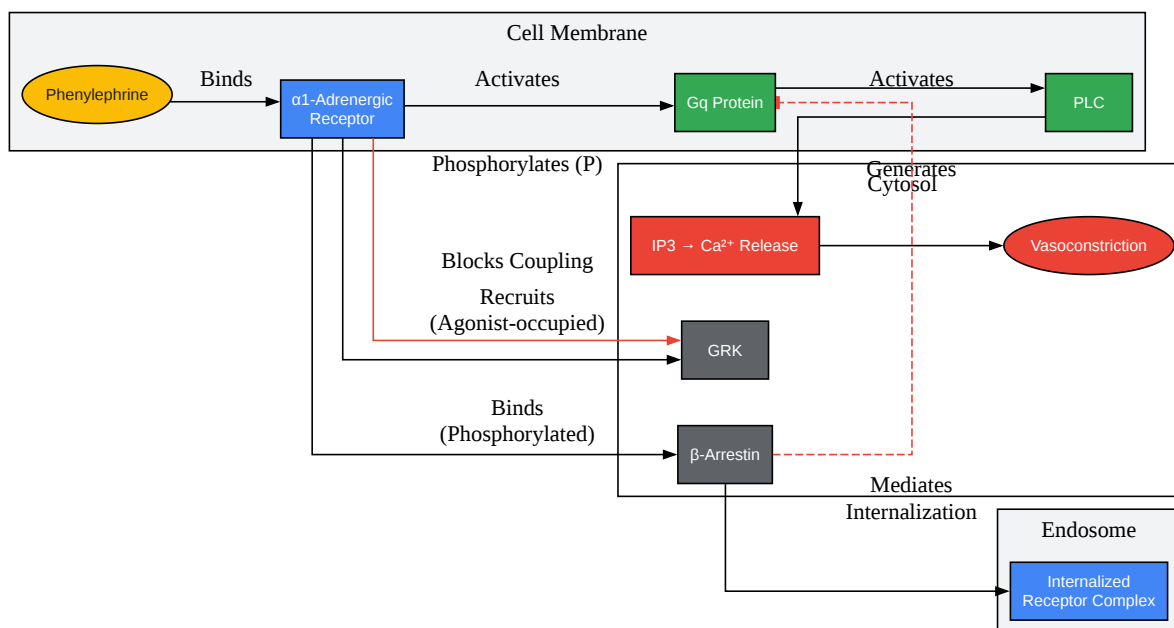 Cell Membrane
Phenylephrine
Binds
α1-Adrenergic
Receptor
Activates
Gq Protein
Activates
PLC
Phosphorylates (P)
Generates
Cytosol
IP3 → Ca²⁺ Release
Vasoconstriction
Blocks Coupling
Recruits
(Agonist-occupied)
GRK
Binds
(Phosphorylated)
β-Arrestin
Mediates
Internalization
Endosome
Internalized
Receptor Complex